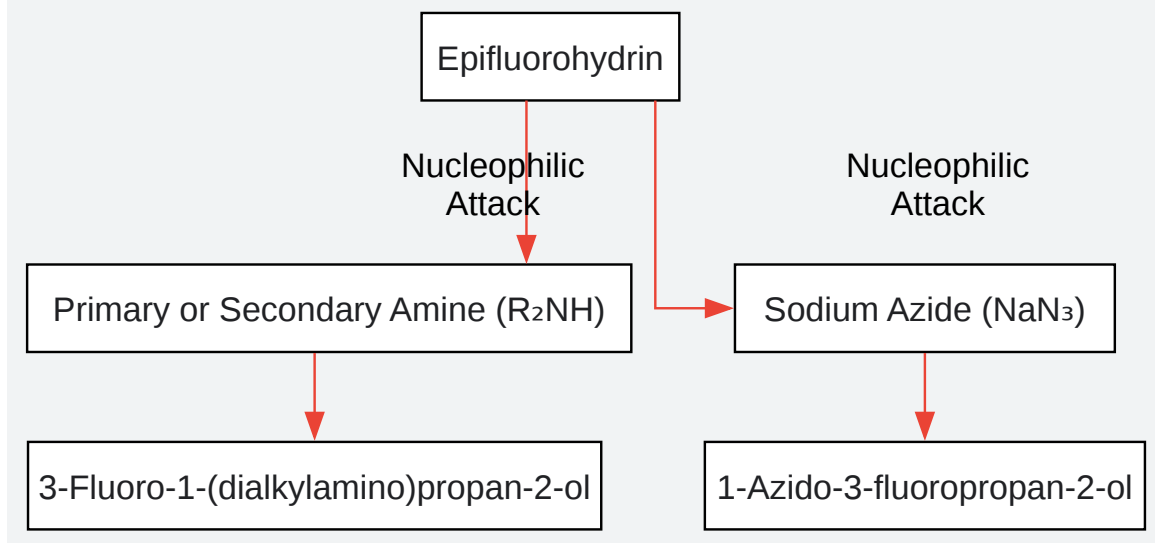 Epifluorohydrin
Nucleophilic
Attack
Nucleophilic
Attack
Primary or Secondary Amine (R₂NH)
Sodium Azide (NaN₃)
3-Fluoro-1-(dialkylamino)propan-2-ol
1-Azido-3-fluoropropan-2-ol